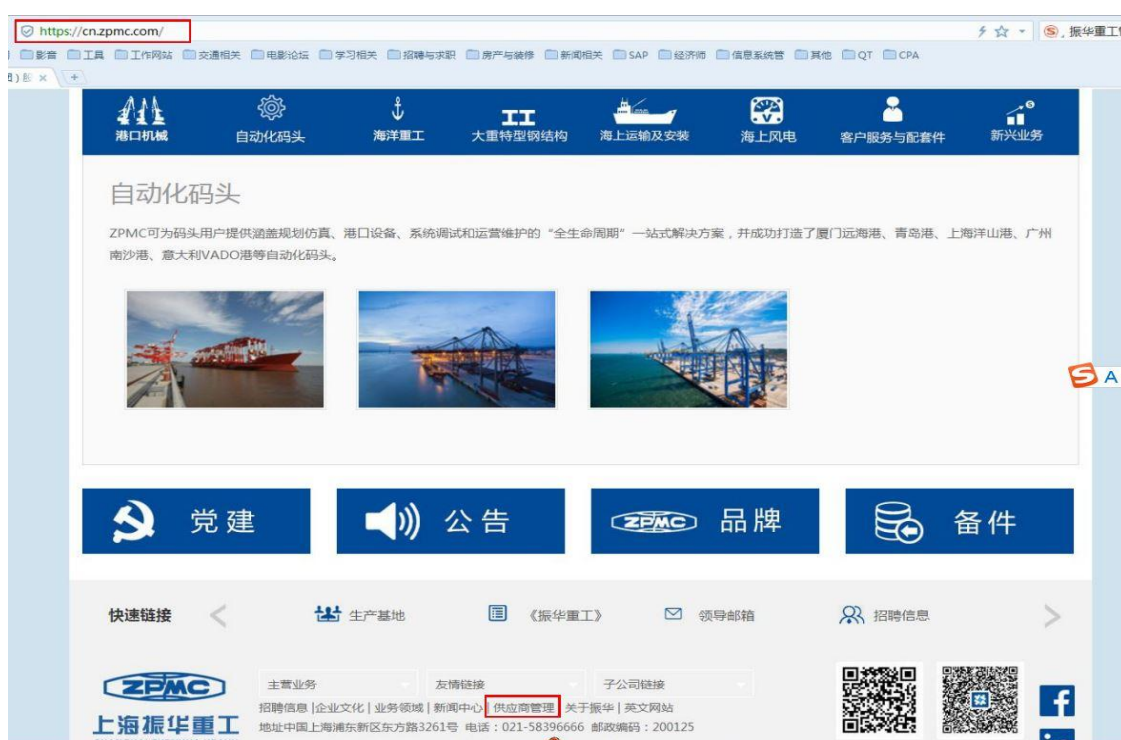 https://cn.zpmc.com/
振华重工
影音 工具 工作网站 交通相关 电影论坛 学习相关 招聘与求职 房产与装修 新闻相关 SAP 经济师 信息系统管 其他 QT CPA
港口机械 自动化码头 海洋重工 大重特型钢结构 海上运输及安装 海上风电 客户服务与配套件 新兴业务
自动化码头
ZPMC可为码头用户提供涵盖规划仿真、港口设备、系统调试和运营维护的“全生命周期”一站式解决方案，并成功打造了厦门远海港、青岛港、上海洋山港、广州
南沙港、意大利VADO港等自动化码头。
A
党建 公告 ZPMC 品牌 备件
快速链接 生产基地 《振华重工》 领导邮箱 招聘信息
ZPMC 主营业务 友情链接 子公司链接
招聘信息 |企业文化 | 业务领域 | 新闻中心 | 供应商管理 关于振华 | 英文网站
上海振华重工 地址中国上海浦东新区东方路3261号 电话：021-58396666 邮政编码：200125